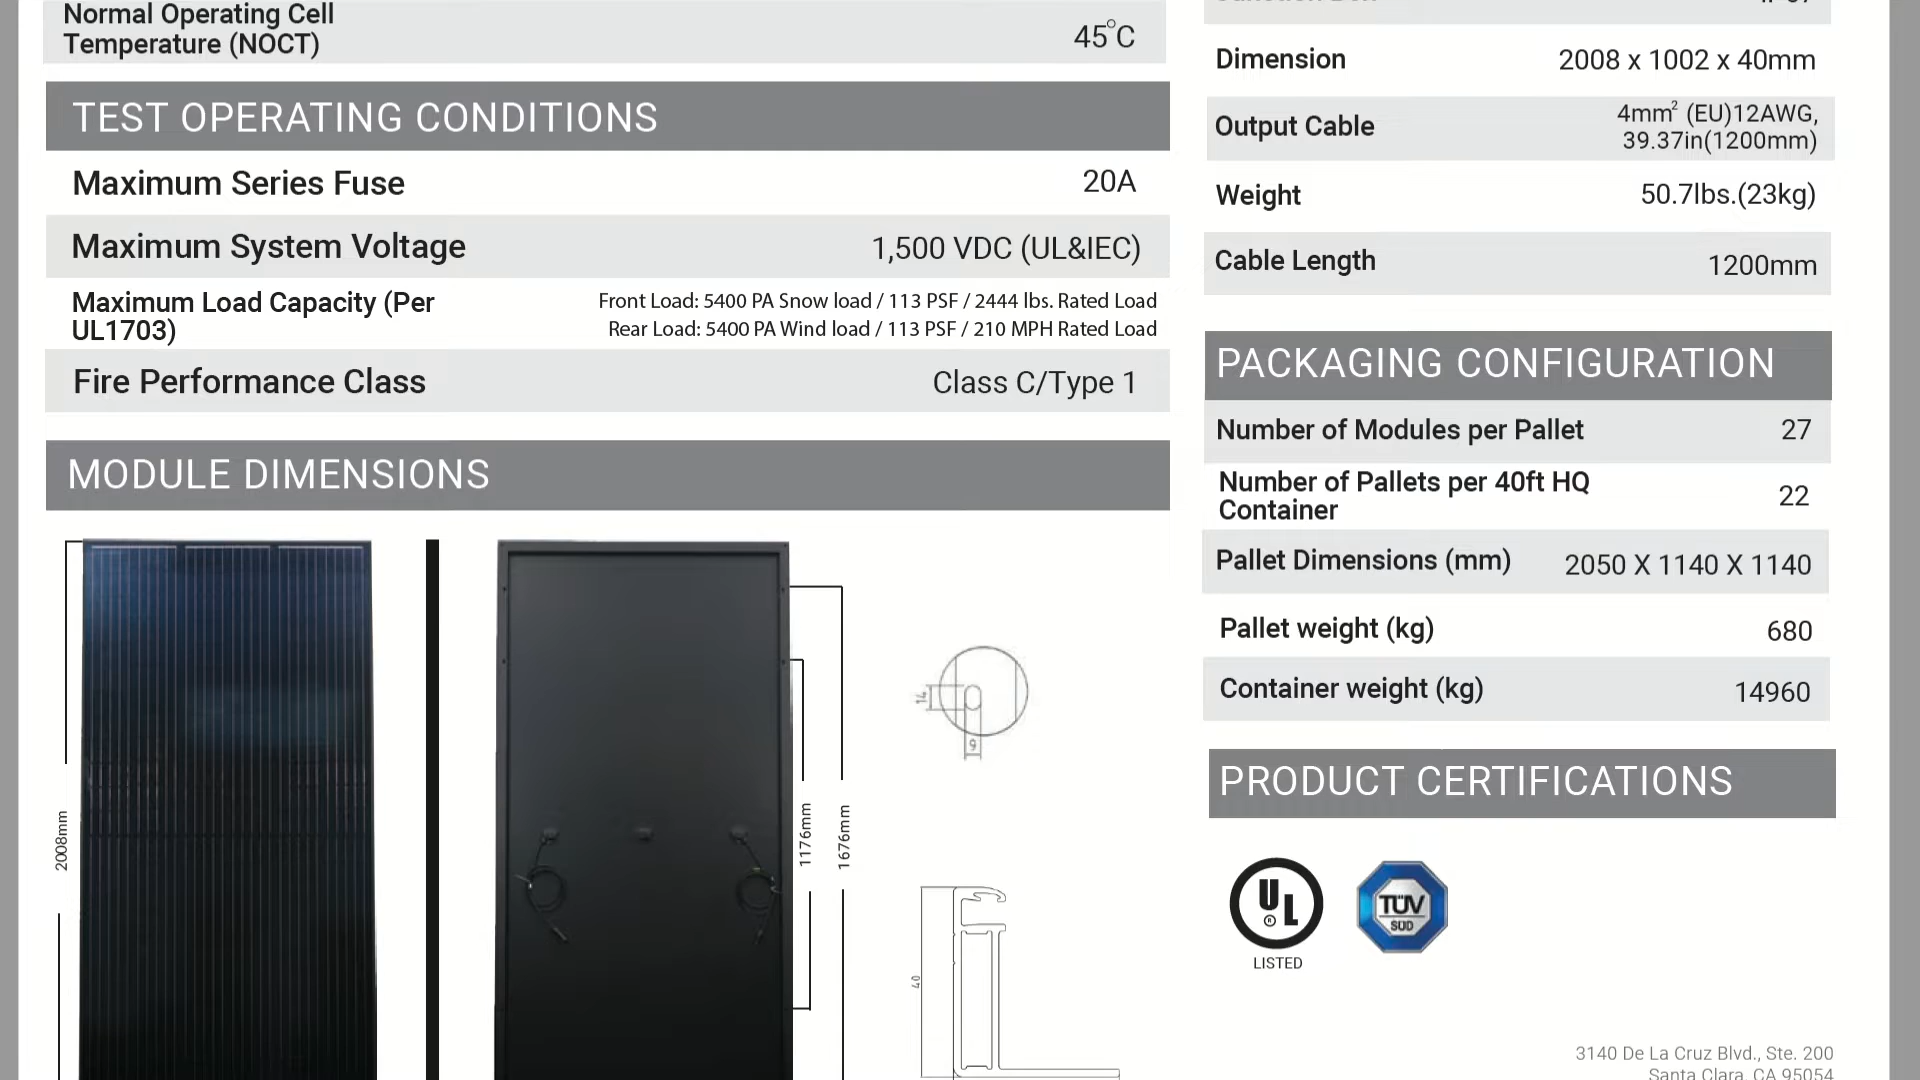 Normal Operating Cell
Temperature (NOCT)
45°C
TEST OPERATING CONDITIONS
Maximum Series Fuse
20A
Maximum System Voltage
1,500 VDC (UL&IEC)
Maximum Load Capacity (Per
UL1703)
Front Load: 5400 PA Snow load / 113 PSF / 2444 lbs. Rated Load
Rear Load: 5400 PA Wind load / 113 PSF / 210 MPH Rated Load
Fire Performance Class
Class C/Type 1
MODULE DIMENSIONS
2008mm
1176mm
1676mm
14
9
40
Dimension
2008 x 1002 x 40mm
Output Cable
4mm² (EU)12AWG,
39.37in(1200mm)
Weight
50.7lbs.(23kg)
Cable Length
1200mm
PACKAGING CONFIGURATION
Number of Modules per Pallet
27
Number of Pallets per 40ft HQ
Container
22
Pallet Dimensions (mm)
2050 X 1140 X 1140
Pallet weight (kg)
680
Container weight (kg)
14960
PRODUCT CERTIFICATIONS
UL
®
LISTED
TÜV
SÜD
3140 De La Cruz Blvd., Ste. 200
Santa Clara, CA 95054